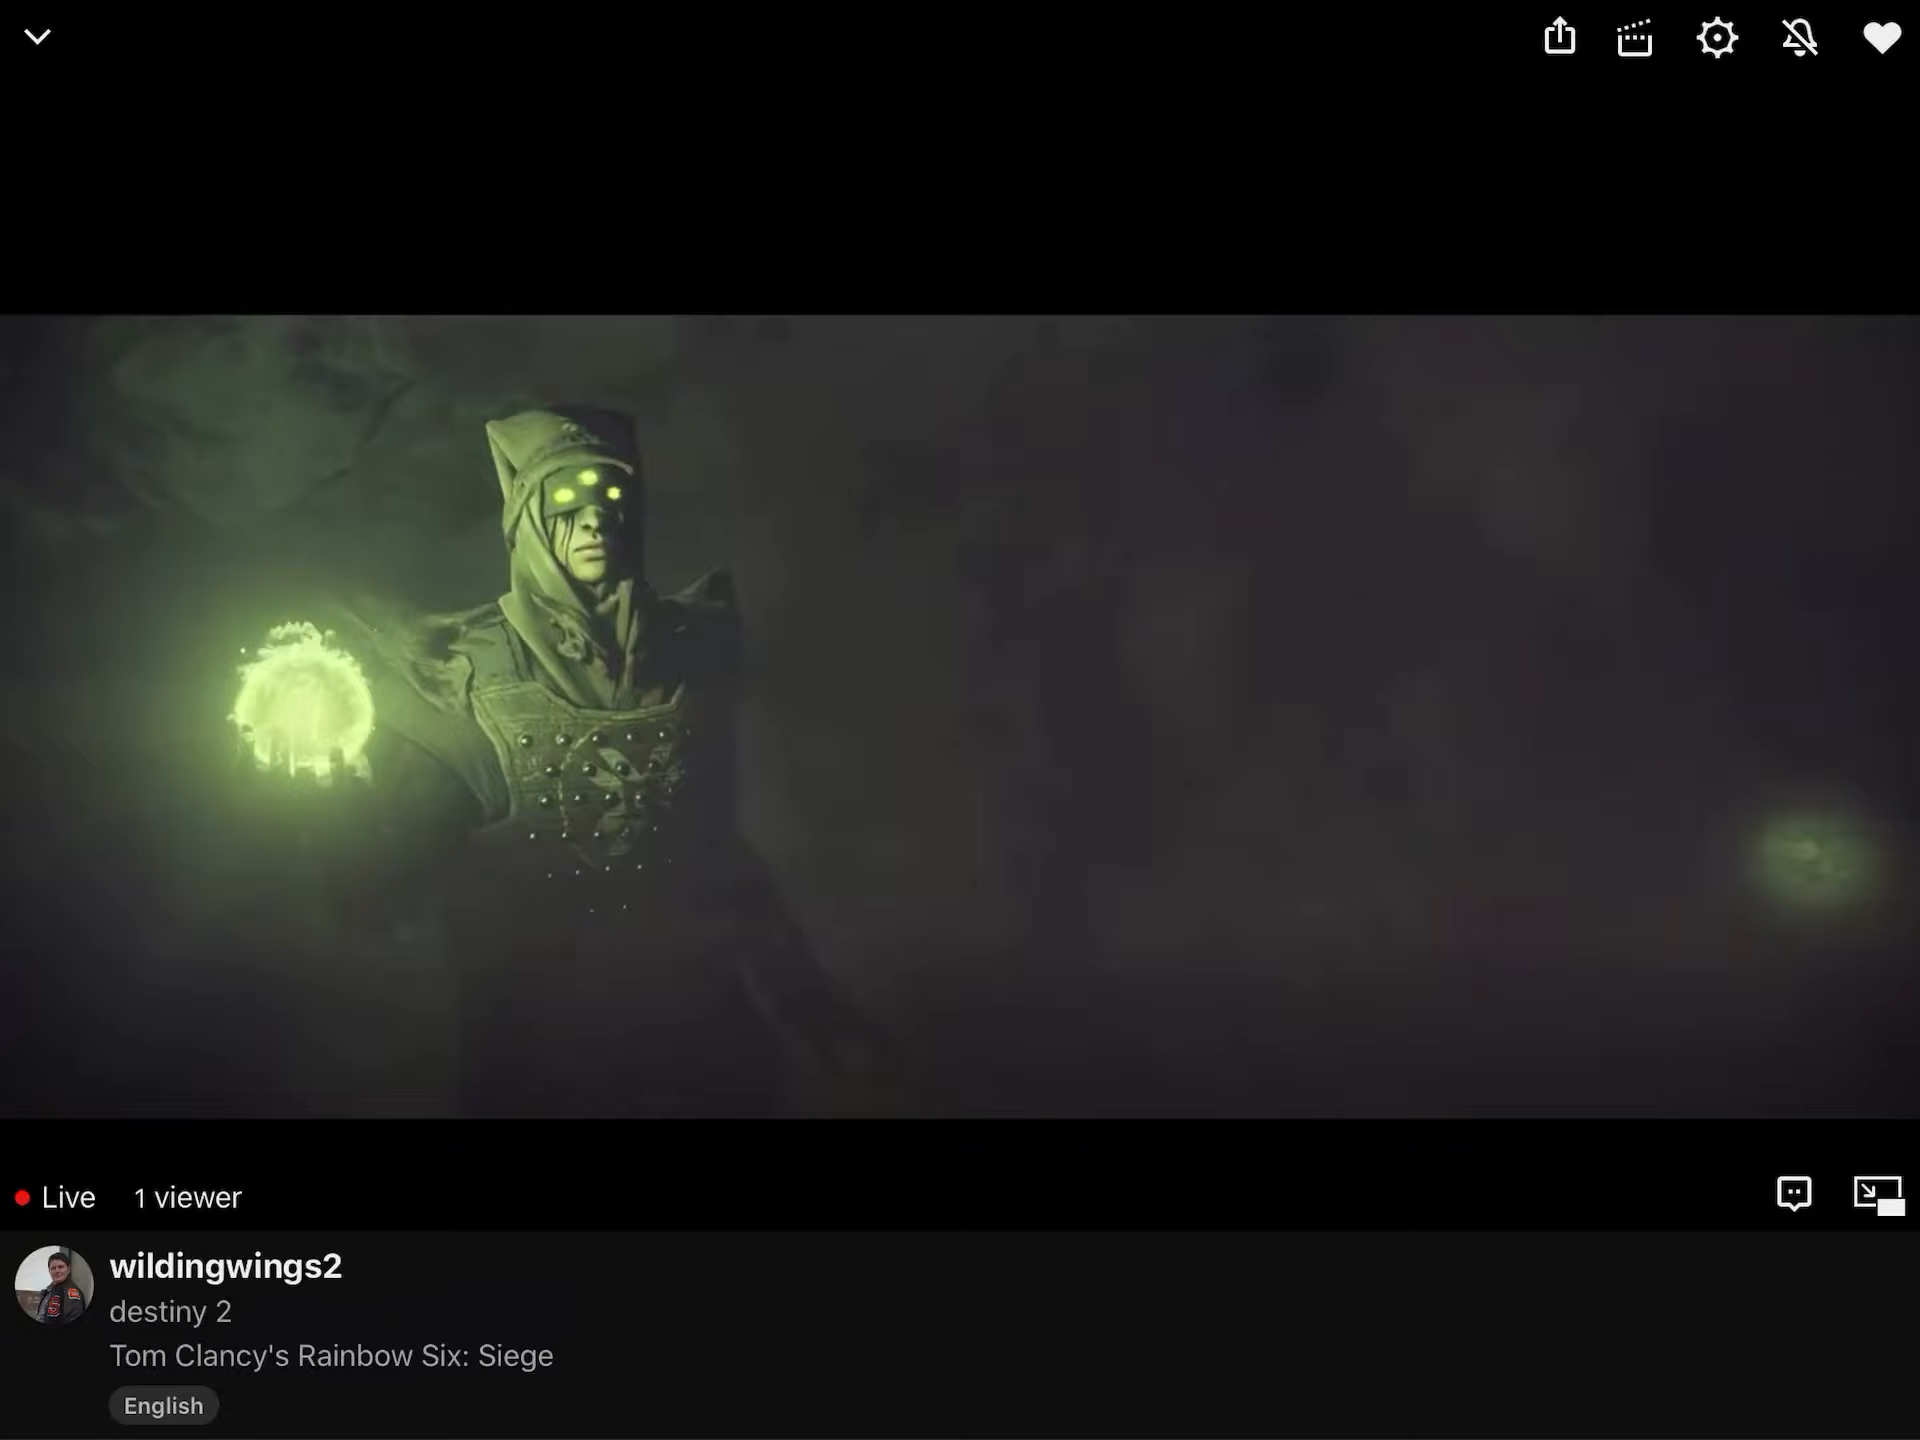 Live 1 viewer
wildingwings2
destiny 2
Tom Clancy's Rainbow Six: Siege
English